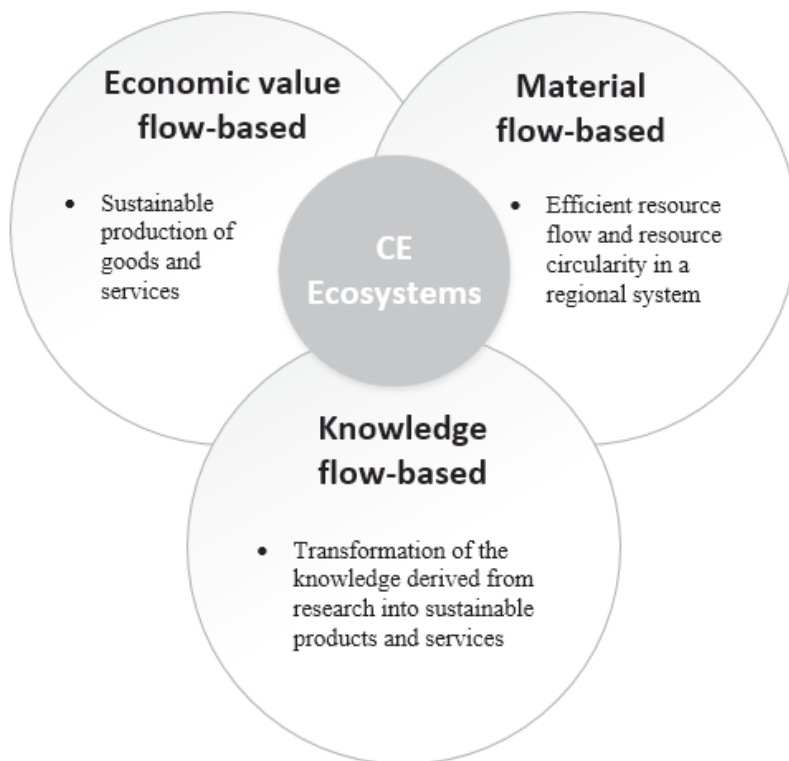 Economic value
flow-based
• Sustainable
production of
goods and
services
Material
flow-based
• Efficient resource
flow and resource
circularity in a
regional system
CE
Ecosystems
Knowledge
flow-based
• Transformation of the
knowledge derived from
research into sustainable
products and services